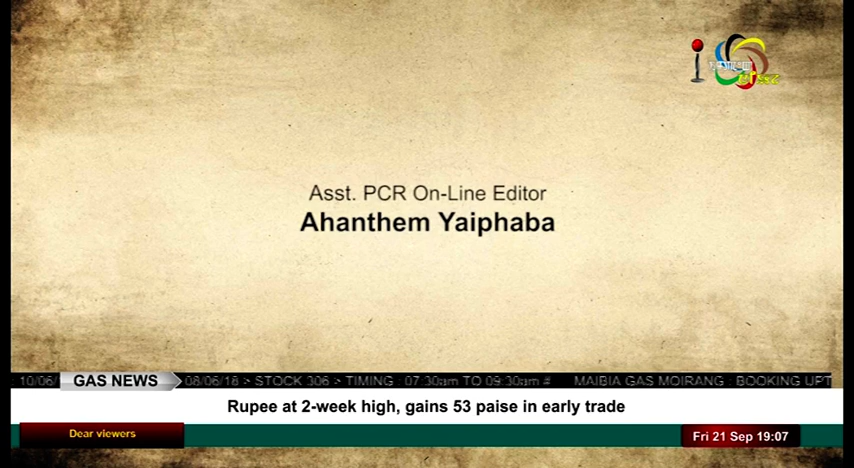 Asst. PCR On-Line Editor
Ahanthem Yaiphaba
: 10/06/
GAS NEWS
08/06/18 > STOCK 306 > TIMING : 07:30am TO 09:30am #
MAIBIA GAS MOIRANG : BOOKING UPT
Rupee at 2-week high, gains 53 paise in early trade
Dear viewers
Fri 21 Sep 19:07